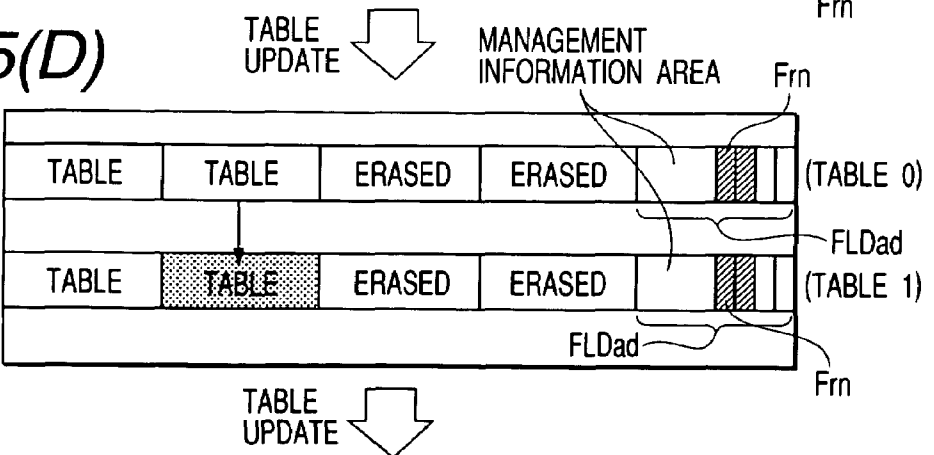 Frn
5(D)
TABLE
UPDATE
MANAGEMENT
INFORMATION AREA
Frn
TABLE TABLE ERASED ERASED (TABLE 0)
FLDad
TABLE TABLE ERASED ERASED (TABLE 1)
FLDad
Frn
TABLE
UPDATE